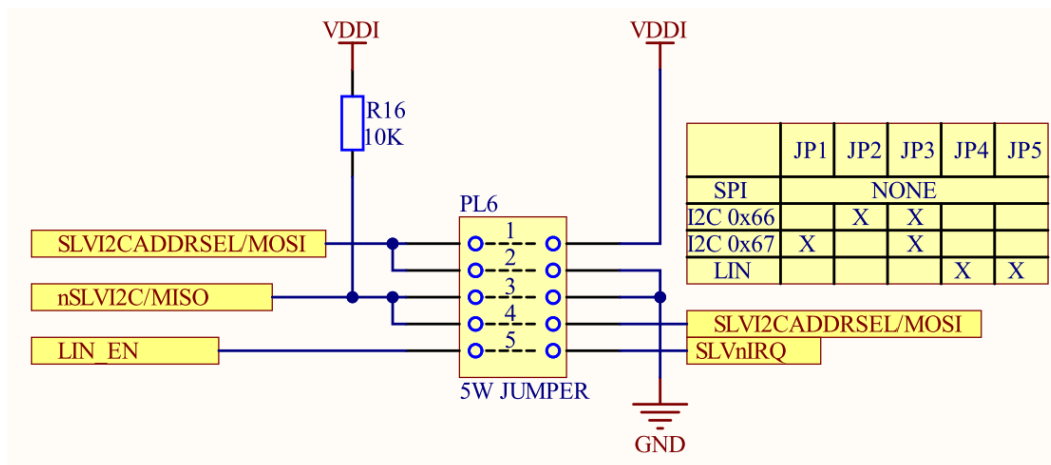 VDDI
VDDI
R16
10K
JP1 JP2 JP3 JP4 JP5
SPI NONE
I2C 0x66 X X
I2C 0x67 X X
LIN X X
PL6
SLVI2CADDRSEL/MOSI
1
2
nSLVI2C/MISO
3
4
SLVI2CADDRSEL/MOSI
LIN_EN
5
SLVnIRQ
5W JUMPER
GND